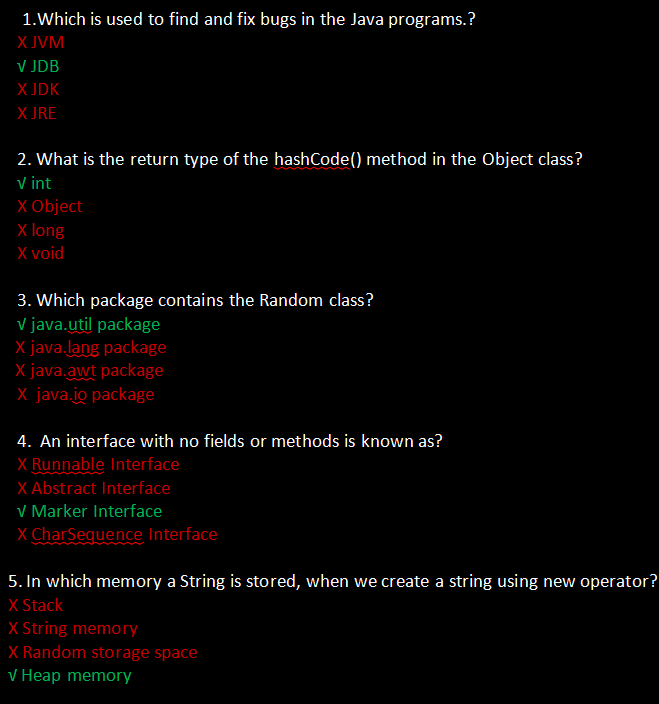 1.Which is used to find and fix bugs in the Java programs.?
X JVM
√ JDB
X JDK
X JRE
2. What is the return type of the hashCode() method in the Object class?
√ int
X Object
X long
X void
3. Which package contains the Random class?
√ java.util package
X java.lang package
X java.awt package
X java.io package
4. An interface with no fields or methods is known as?
X Runnable Interface
X Abstract Interface
√ Marker Interface
X CharSequence Interface
5. In which memory a String is stored, when we create a string using new operator?
X Stack
X String memory
X Random storage space
√ Heap memory